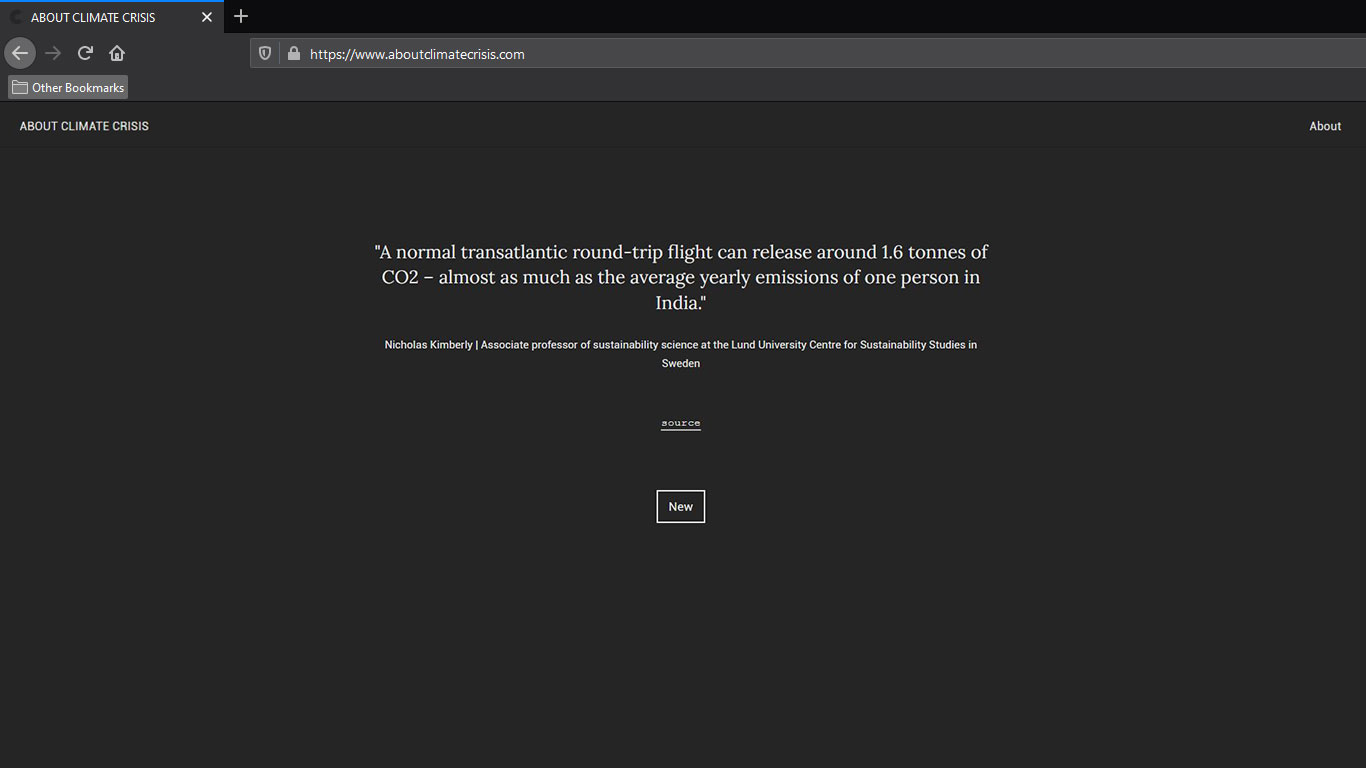 ABOUT CLIMATE CRISIS
https://www.aboutclimatecrisis.com
Other Bookmarks
ABOUT CLIMATE CRISIS
About
"A normal transatlantic round-trip flight can release around 1.6 tonnes of
CO2 – almost as much as the average yearly emissions of one person in
India."
Nicholas Kimberly | Associate professor of sustainability science at the Lund University Centre for Sustainability Studies in
Sweden
source
New